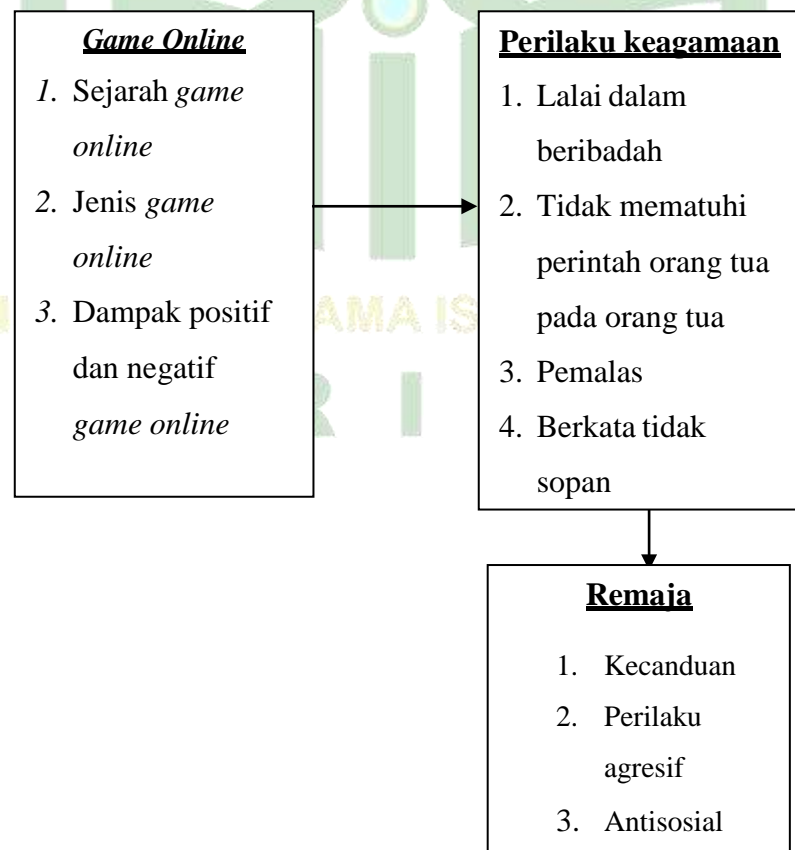 Game Online
1. Sejarah game
online
2. Jenis game
online
3. Dampak positif
dan negatif
game online
Perilaku keagamaan
1. Lalai dalam
beribadah
2. Tidak mematuhi
perintah orang tua
pada orang tua
3. Pemalas
4. Berkata tidak
sopan
AMA IS
R I
Remaja
1. Kecanduan
2. Perilaku
agresif
3. Antisosial